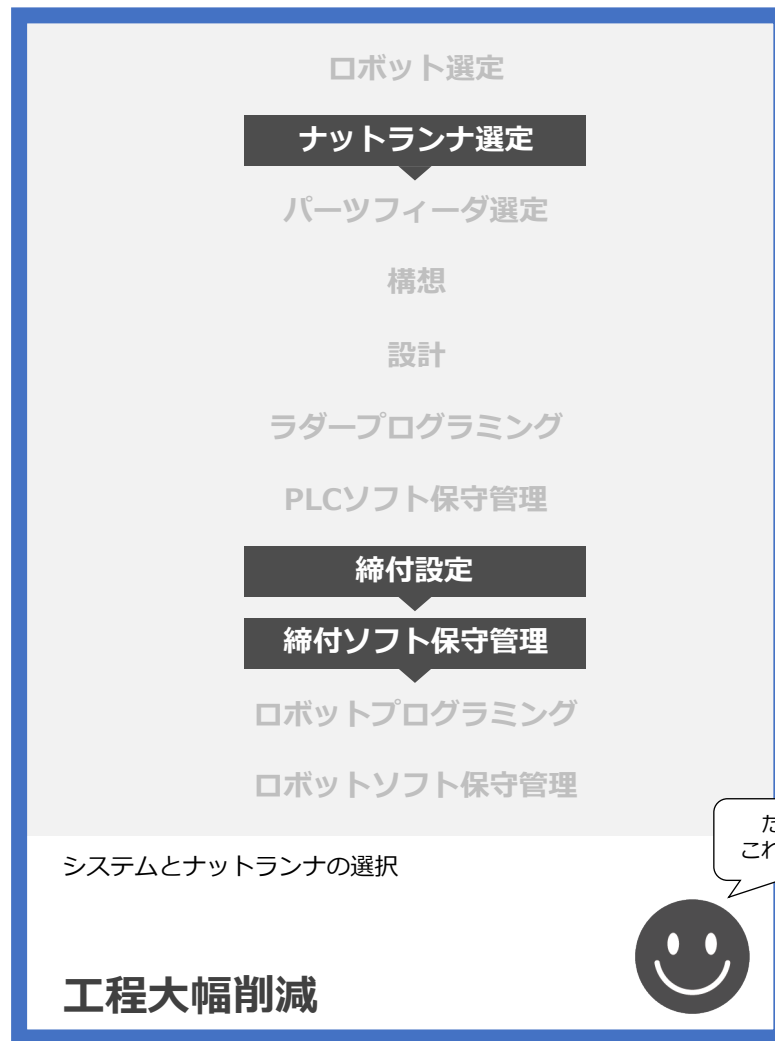 ロボット選定
ナットランナ選定
パーツフィーダ選定
構想
設計
ラダープログラミング
PLCソフト保守管理
締付設定
締付ソフト保守管理
ロボットプログラミング
ロボットソフト保守管理
た
これ
システムとナットランナの選択
工程大幅削減